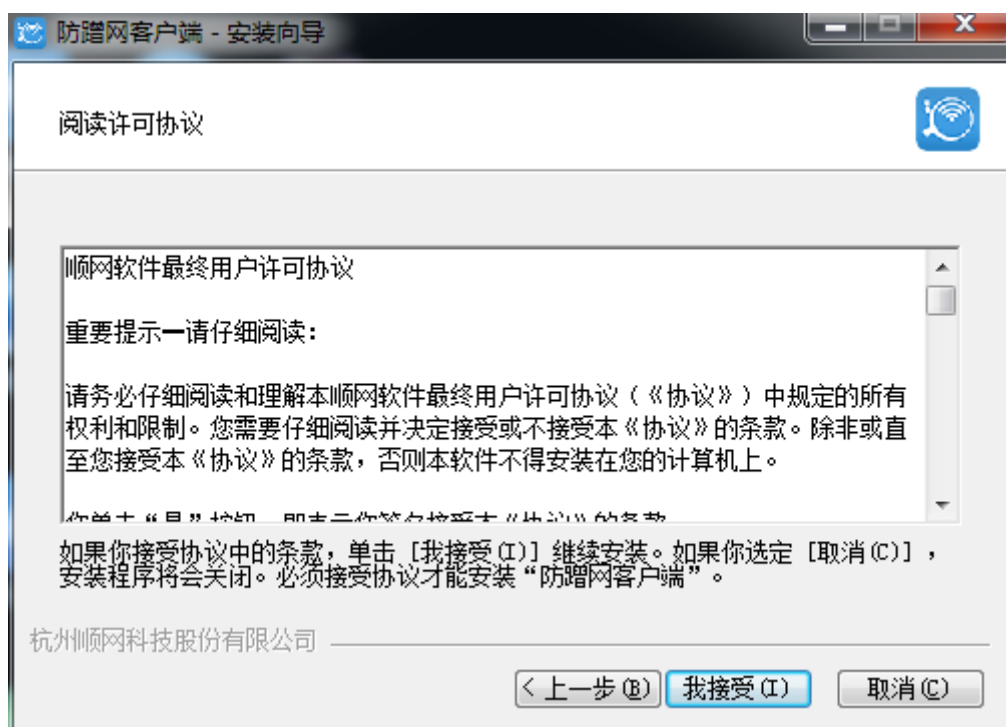 防蹭网客户端 - 安装向导
阅读许可协议
顺网软件最终用户许可协议
重要提示—请仔细阅读：
请务必仔细阅读和理解本顺网软件最终用户许可协议（《协议》）中规定的所有
权利和限制。您需要仔细阅读并决定接受或不接受本《协议》的条款。除非或直
至您接受本《协议》的条款，否则本软件不得安装在您的计算机上。
如果你接受协议中的条款，单击 [我接受(I)] 继续安装。如果你选定 [取消(C)] ，
安装程序将会关闭。必须接受协议才能安装“防蹭网客户端”。
杭州顺网科技股份有限公司
< 上一步(B)
我接受(I)
取消(C)